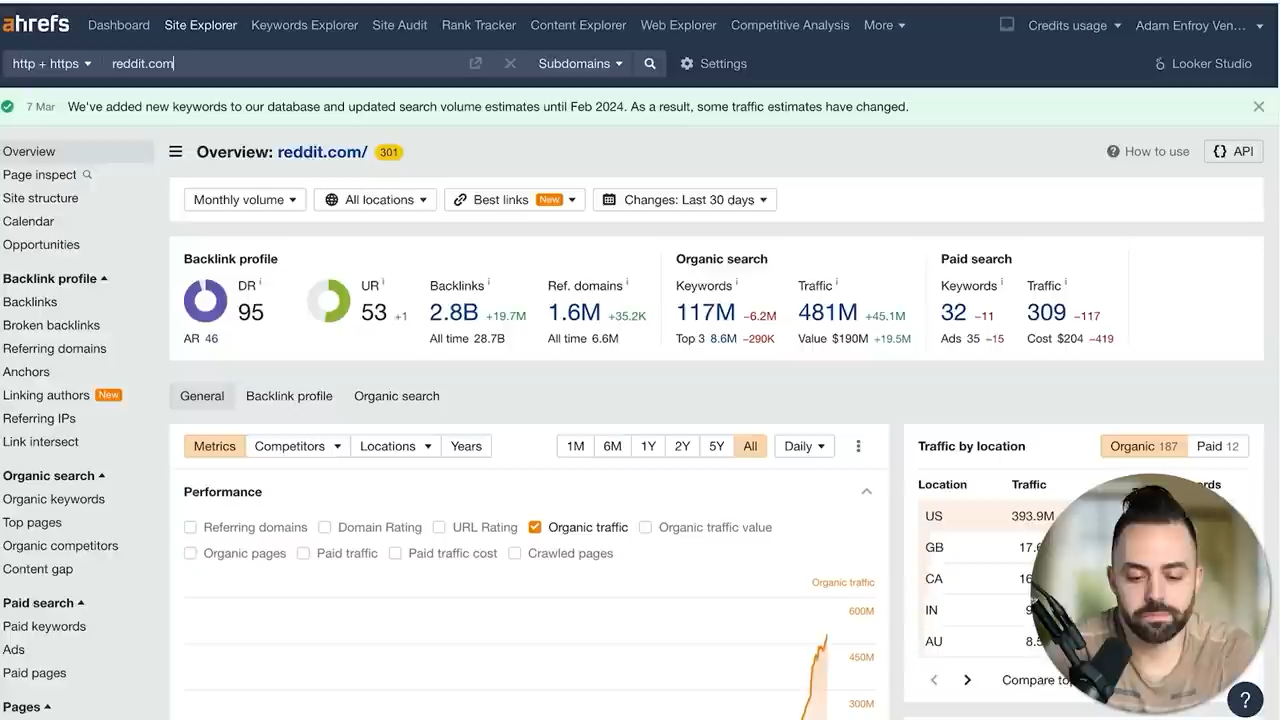 ahrefs Dashboard Site Explorer Keywords Explorer Site Audit Rank Tracker Content Explorer Web Explorer Competitive Analysis More Credits usage Adam Enfroy Ven...
http + https reddit.com Subdomains Settings Looker Studio
7 Mar We've added new keywords to our database and updated search volume estimates until Feb 2024. As a result, some traffic estimates have changed.
Overview
Page inspect
Site structure
Calendar
Opportunities
Backlink profile
Backlinks
Broken backlinks
Referring domains
Anchors
Linking authors New
Referring IPs
Link intersect
Organic search
Organic keywords
Top pages
Organic competitors
Content gap
Paid search
Paid keywords
Ads
Paid pages
Pages
Overview: reddit.com/ 301 How to use {} API
Monthly volume All locations Best links New Changes: Last 30 days
Backlink profile Organic search Paid search
DR i UR i Backlinks i Ref. domains i Keywords i Traffic i Keywords i Traffic i
95 53 +1 2.8B +19.7M 1.6M +35.2K 117M −6.2M 481M +45.1M 32 −11 309 −117
AR 46 All time 28.7B All time 6.6M Top 3 8.6M −290K Value $190M +19.5M Ads 35 −15 Cost $204 −419
General Backlink profile Organic search
Metrics Competitors Locations Years 1M 6M 1Y 2Y 5Y All Daily
Performance
Referring domains Domain Rating URL Rating Organic traffic Organic traffic value
Organic pages Paid traffic Paid traffic cost Crawled pages
Organic traffic
600M
450M
300M
Traffic by location Organic 187 Paid 12
Location Traffic
US 393.9M
GB
CA
IN
AU
Compare
?